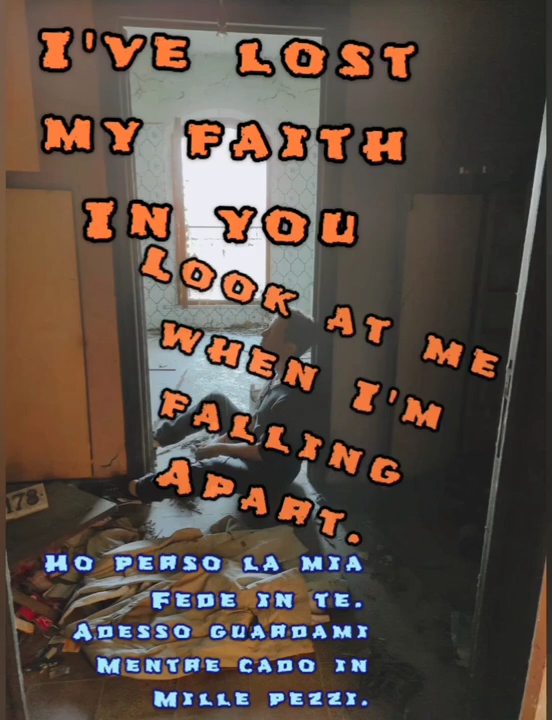 I'VE LOST
MY FAITH
IN YOU
LOOK AT ME
WHEN I'M
FALLING
APART.
HO PERSO LA MIA
FEDE IN TE.
ADESSO GUARDAMI
MENTRE CADO IN
MILLE PEZZI.
178